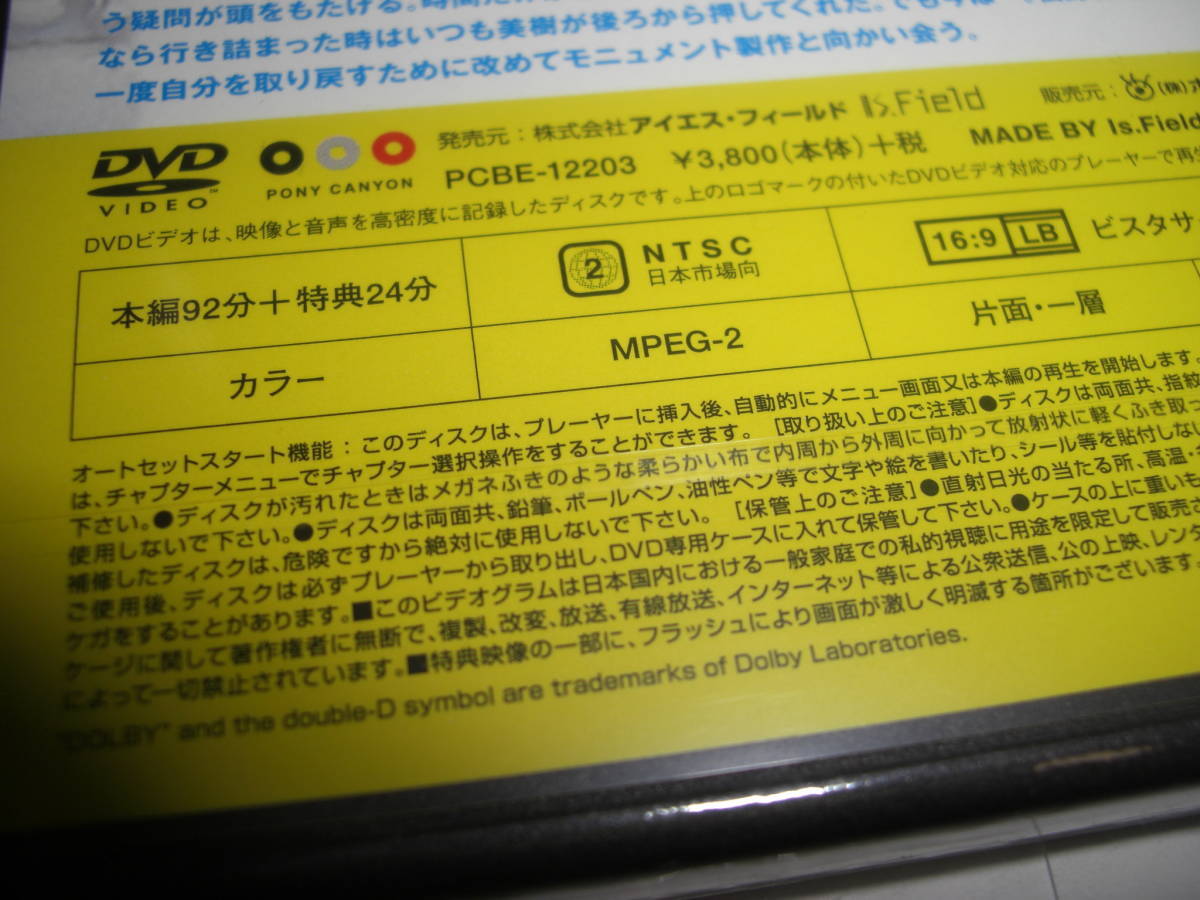 う疑問が頭をもたげる。時間だけが
なら行き詰まった時はいつも美樹が後ろから押してくれた。でも今は
一度自分を取り戻すために改めてモニュメント製作と向かい会う。
DVD VIDEO
PONY CANYON
発売元：株式会社アイエス・フィールド Is.Field 販売元：(株)
PCBE-12203 ¥3,800(本体)＋税 MADE BY Is.Field
DVDビデオは、映像と音声を高密度に記録したディスクです。上のロゴマークの付いたDVDビデオ対応のプレーヤーで再生
本編92分＋特典24分
2 NTSC 日本市場向
16:9 LB ビスタサ
カラー
MPEG-2
片面・一層
オートセットスタート機能：このディスクは、プレーヤーに挿入後、自動的にメニュー画面又は本編の再生を開始します。
は、チャプターメニューでチャプター選択操作をすることができます。 ［取り扱い上のご注意］●ディスクは両面共、指紋
下さい。●ディスクが汚れたときはメガネふきのような柔らかい布で内周から外周に向かって放射状に軽くふき取っ
使用しないで下さい。●ディスクは両面共、鉛筆、ボールペン、油性ペン等で文字や絵を書いたり、シール等を貼付しない
補修したディスクは、危険ですから絶対に使用しないで下さい。 ［保管上のご注意］●直射日光の当たる所、高温・
ご使用後、ディスクは必ずプレーヤーから取り出し、DVD専用ケースに入れて保管して下さい。●ケースの上に重いも
ケガをすることがあります。■このビデオグラムは日本国内における一般家庭での私的視聴に用途を限定して販売
ケージに関して著作権者に無断で、複製、改変、放送、有線放送、インターネット等による公衆送信、公の上映、レンタ
によって一切禁止されています。■特典映像の一部に、フラッシュにより画面が激しく明滅する箇所がございます。
"DOLBY" and the double-D symbol are trademarks of Dolby Laboratories.